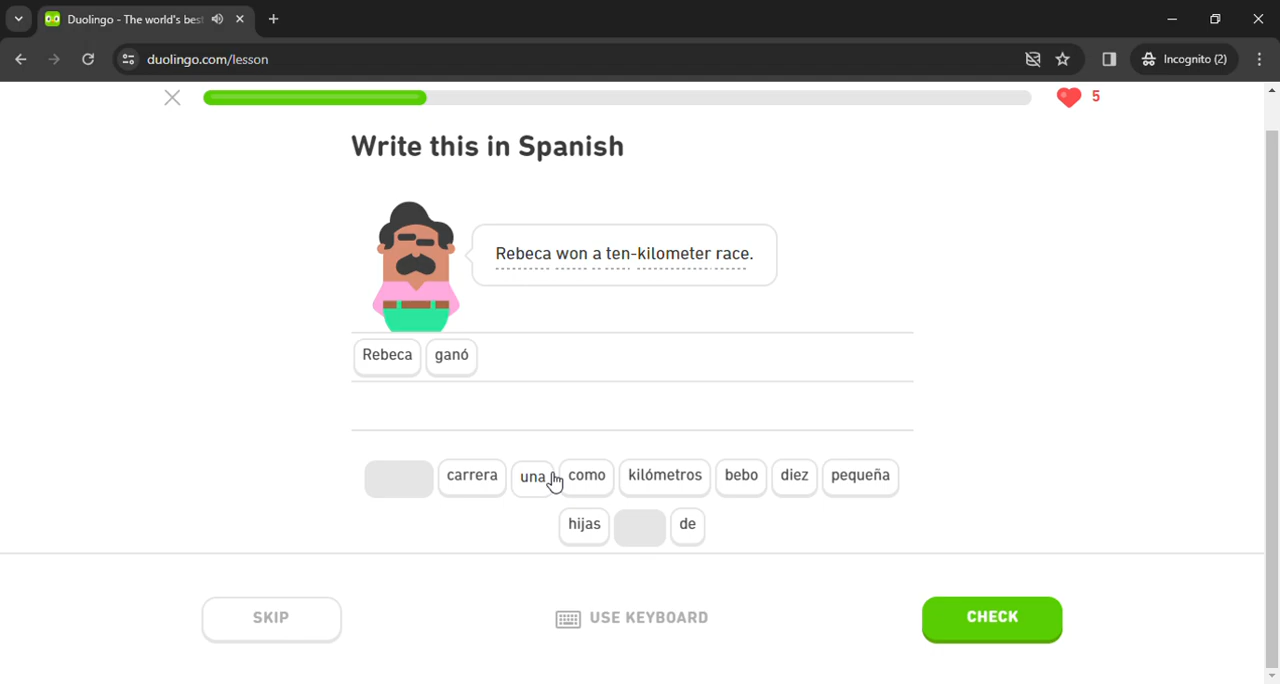 Duolingo - The world's bes
duolingo.com/lesson
Incognito (2)
5
Write this in Spanish
Rebeca won a ten-kilometer race.
Rebeca ganó
carrera una como kilómetros bebo diez pequeña
hijas de
SKIP USE KEYBOARD CHECK